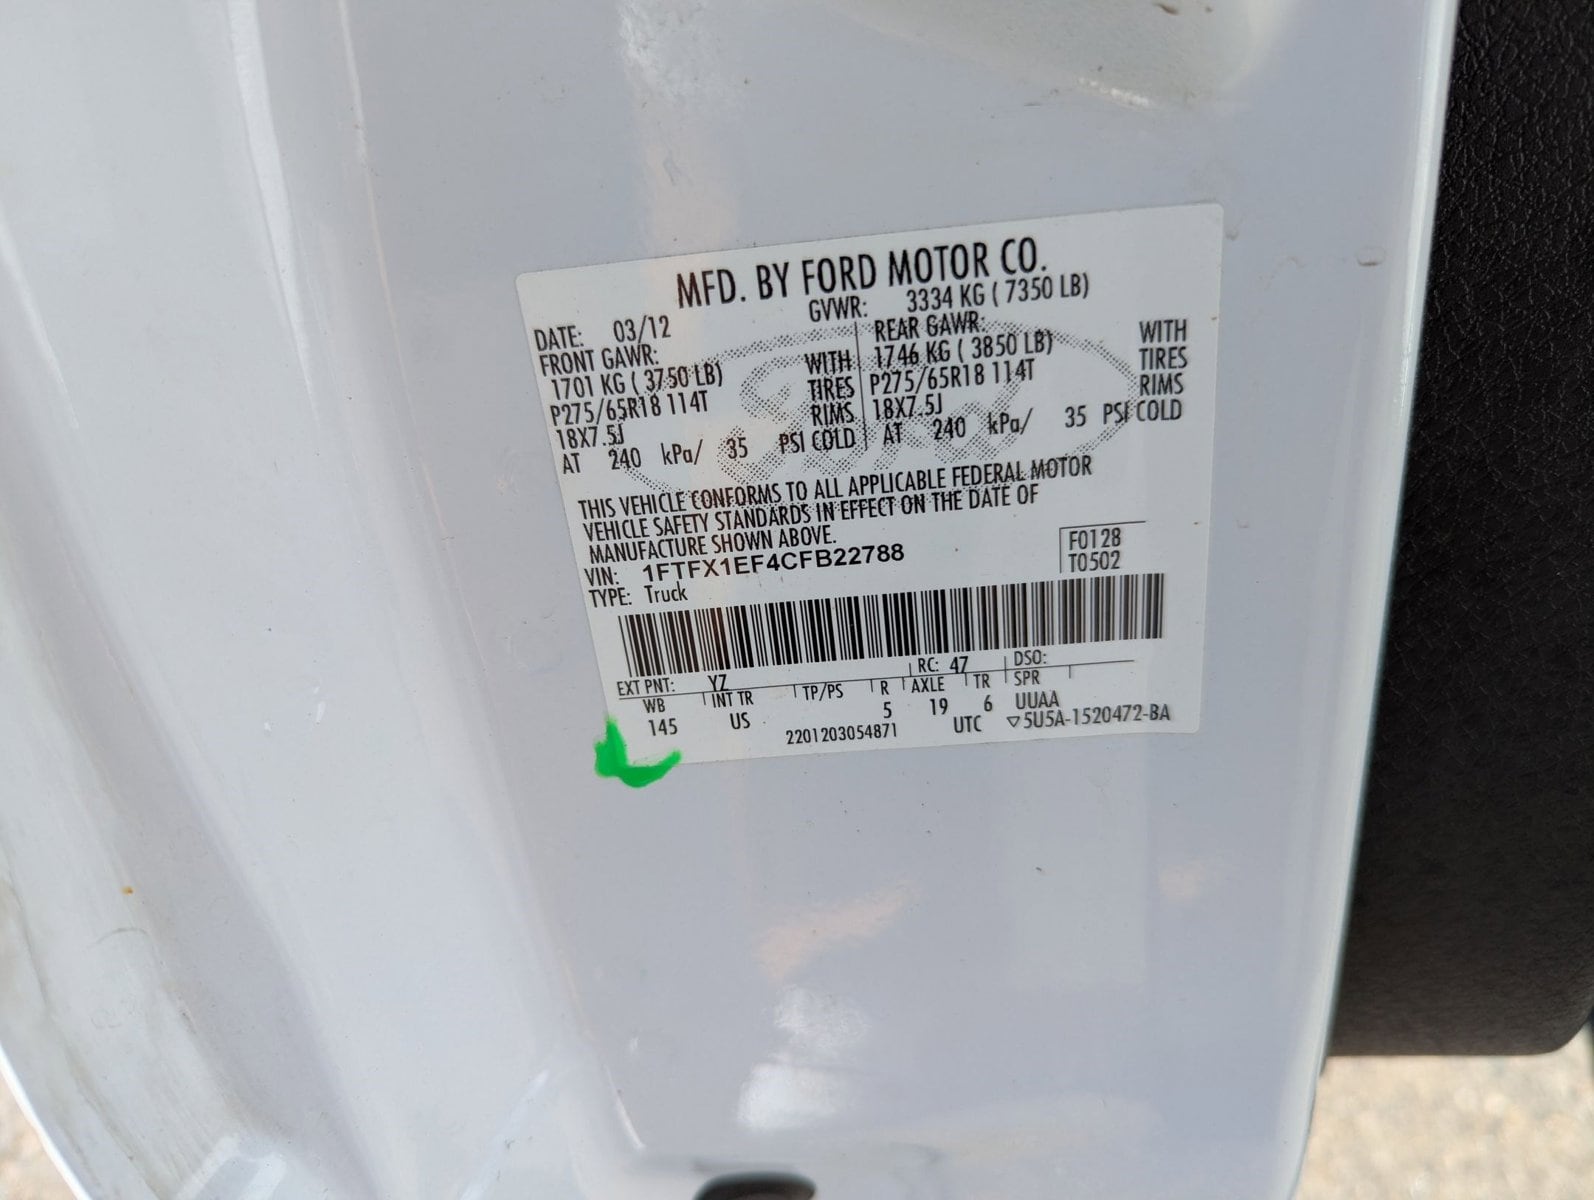 MFD. BY FORD MOTOR CO.
DATE: 03/12 GVWR: 3334 KG ( 7350 LB)
FRONT GAWR:
1701 KG ( 3750 LB) WITH
P275/65R18 114T TIRES
18X7.5J RIMS
AT 240 kPa/ 35 PSI COLD
REAR GAWR: WITH
1746 KG ( 3850 LB) TIRES
P275/65R18 114T RIMS
18X7.5J
AT 240 kPa/ 35 PSI COLD
Ford
THIS VEHICLE CONFORMS TO ALL APPLICABLE FEDERAL MOTOR
VEHICLE SAFETY STANDARDS IN EFFECT ON THE DATE OF
MANUFACTURE SHOWN ABOVE.
VIN: 1FTFX1EF4CFB22788
TYPE: Truck
F0128
T0502
EXT PNT: YZ RC: 47 DSO:
WB INT TR TP/PS R AXLE TR SPR
145 US 5 19 6 UUAA
2201203054871 UTC ▽5U5A-1520472-BA